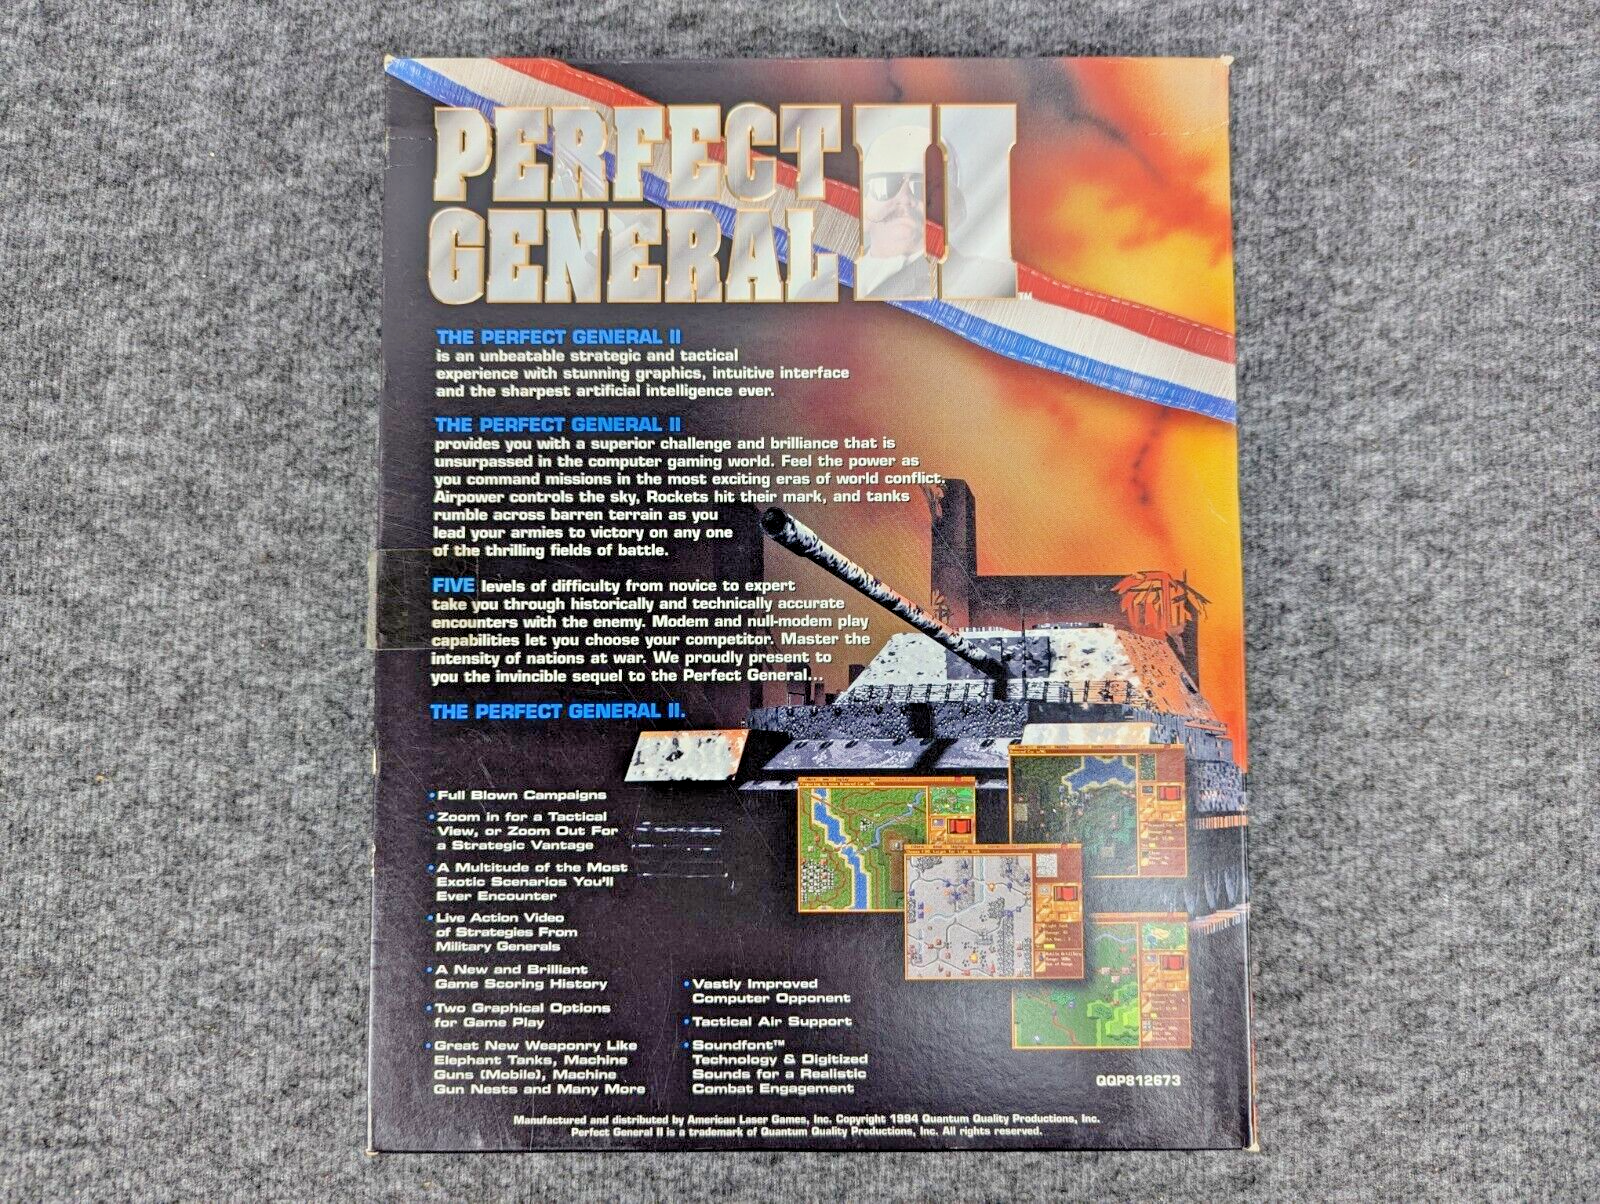 PERFECT
GENERAL II
™
THE PERFECT GENERAL II
is an unbeatable strategic and tactical
experience with stunning graphics, intuitive interface
and the sharpest artificial intelligence ever.
THE PERFECT GENERAL II
provides you with a superior challenge and brilliance that is
unsurpassed in the computer gaming world. Feel the power as
you command missions in the most exciting eras of world conflict.
Airpower controls the sky, Rockets hit their mark, and tanks
rumble across barren terrain as you
lead your armies to victory on any one
of the thrilling fields of battle.
FIVE levels of difficulty from novice to expert
take you through historically and technically accurate
encounters with the enemy. Modem and null-modem play
capabilities let you choose your competitor. Master the
intensity of nations at war. We proudly present to
you the invincible sequel to the Perfect General...
THE PERFECT GENERAL II.
• Full Blown Campaigns
• Zoom in for a Tactical
View, or Zoom Out For
a Strategic Vantage
• A Multitude of the Most
Exotic Scenarios You'll
Ever Encounter
• Live Action Video
of Strategies From
Military Generals
• A New and Brilliant
Game Scoring History
• Two Graphical Options
for Game Play
• Great New Weaponry Like
Elephant Tanks, Machine
Guns (Mobile), Machine
Gun Nests and Many More
• Vastly Improved
Computer Opponent
• Tactical Air Support
• Soundfont™
Technology & Digitized
Sounds for a Realistic
Combat Engagement
QQP812673
Manufactured and distributed by American Laser Games, Inc. Copyright 1994 Quantum Quality Productions, Inc.
Perfect General II is a trademark of Quantum Quality Productions, Inc. All rights reserved.